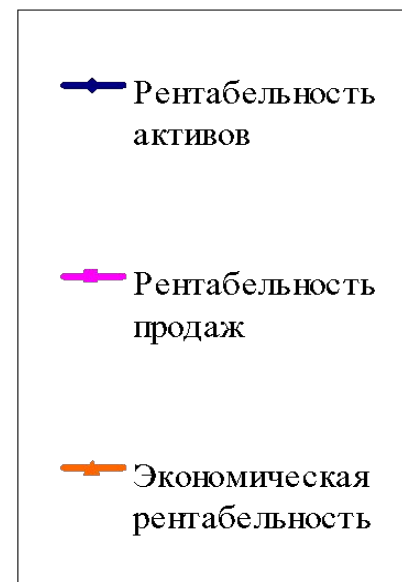 Рентабельность
активов
Рентабельность
продаж
Экономическая
рентабельность